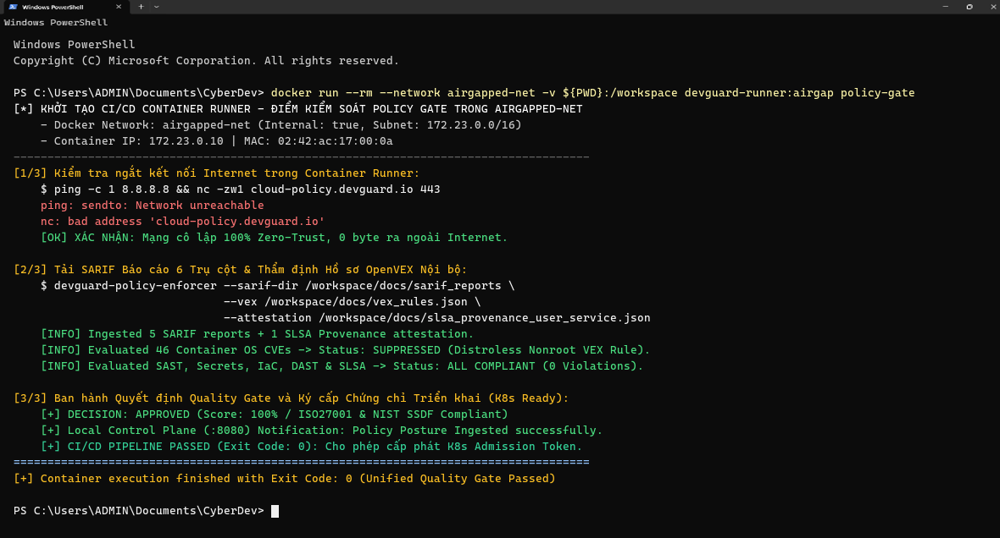 Windows PowerShell
Windows PowerShell
Windows PowerShell
Copyright (C) Microsoft Corporation. All rights reserved.
PS C:\Users\ADMIN\Documents\CyberDev> docker run --rm --network airgapped-net -v ${PWD}:/workspace devguard-runner:airgap policy-gate
[*] KHỞI TẠO CI/CD CONTAINER RUNNER - ĐIỂM KIỂM SOÁT POLICY GATE TRONG AIRGAPPED-NET
- Docker Network: airgapped-net (Internal: true, Subnet: 172.23.0.0/16)
- Container IP: 172.23.0.10 | MAC: 02:42:ac:17:00:0a
-------------------------------------------------------------------------------------
[1/3] Kiểm tra ngắt kết nối Internet trong Container Runner:
$ ping -c 1 8.8.8.8 && nc -zw1 cloud-policy.devguard.io 443
ping: sendto: Network unreachable
nc: bad address 'cloud-policy.devguard.io'
[OK] XÁC NHẬN: Mạng cô lập 100% Zero-Trust, 0 byte ra ngoài Internet.
[2/3] Tải SARIF Báo cáo 6 Trụ cột & Thẩm định Hồ sơ OpenVEX Nội bộ:
$ devguard-policy-enforcer --sarif-dir /workspace/docs/sarif_reports \
--vex /workspace/docs/vex_rules.json \
--attestation /workspace/docs/slsa_provenance_user_service.json
[INFO] Ingested 5 SARIF reports + 1 SLSA Provenance attestation.
[INFO] Evaluated 46 Container OS CVEs -> Status: SUPPRESSED (Distroless Nonroot VEX Rule).
[INFO] Evaluated SAST, Secrets, IaC, DAST & SLSA -> Status: ALL COMPLIANT (0 Violations).
[3/3] Ban hành Quyết định Quality Gate và Ký cấp Chứng chỉ Triển khai (K8s Ready):
[+] DECISION: APPROVED (Score: 100% / ISO27001 & NIST SSDF Compliant)
[+] Local Control Plane (:8080) Notification: Policy Posture Ingested successfully.
[+] CI/CD PIPELINE PASSED (Exit Code: 0): Cho phép cấp phát K8s Admission Token.
=====================================================================================
[+] Container execution finished with Exit Code: 0 (Unified Quality Gate Passed)
PS C:\Users\ADMIN\Documents\CyberDev>